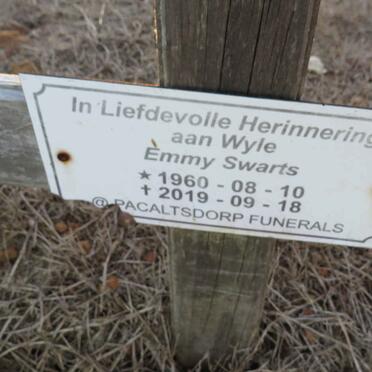 In Liefdevolle Herinnering
aan Wyle
Emmy Swarts
★ 1960 - 08 - 10
✝ 2019 - 09 - 18
@ PACALTSDORP FUNERALS